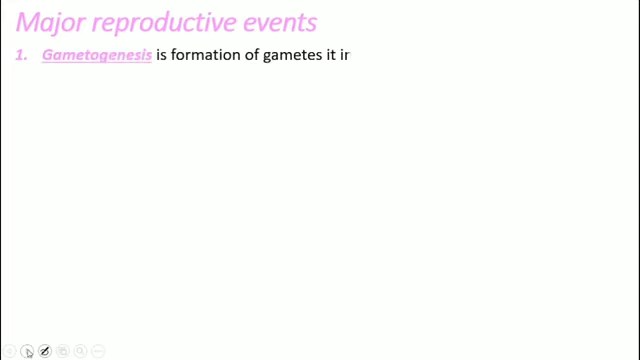 Major reproductive events
1. Gametogenesis is formation of gametes it